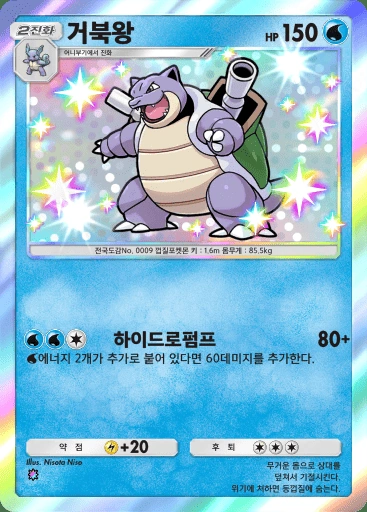 2진화
거북왕
HP 150
어니부기에서 진화
전국도감No. 0009 껍질포켓몬 키 : 1.6m 몸무게 : 85.5kg
하이드로펌프 80+
에너지 2개가 추가로 붙어 있다면 60데미지를 추가한다.
약점 +20 후퇴
Illus. Nisota Niso
무거운 몸으로 상대를
덮쳐서 기절시킨다.
위기에 처하면 등껍질에 숨는다.